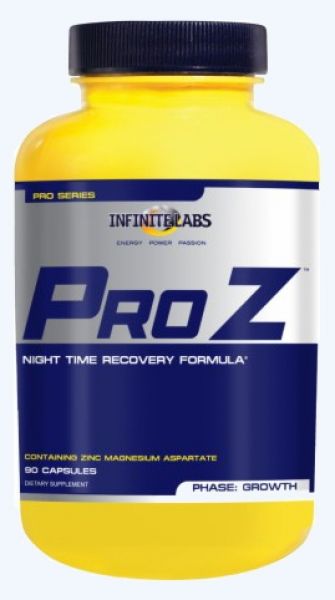 PRO SERIES
INFINITE LABS
ENERGY POWER PASSION
PRO Z™
NIGHT TIME RECOVERY FORMULA*
CONTAINING ZINC MAGNESIUM ASPARTATE
90 CAPSULES
DIETARY SUPPLEMENT
PHASE: GROWTH